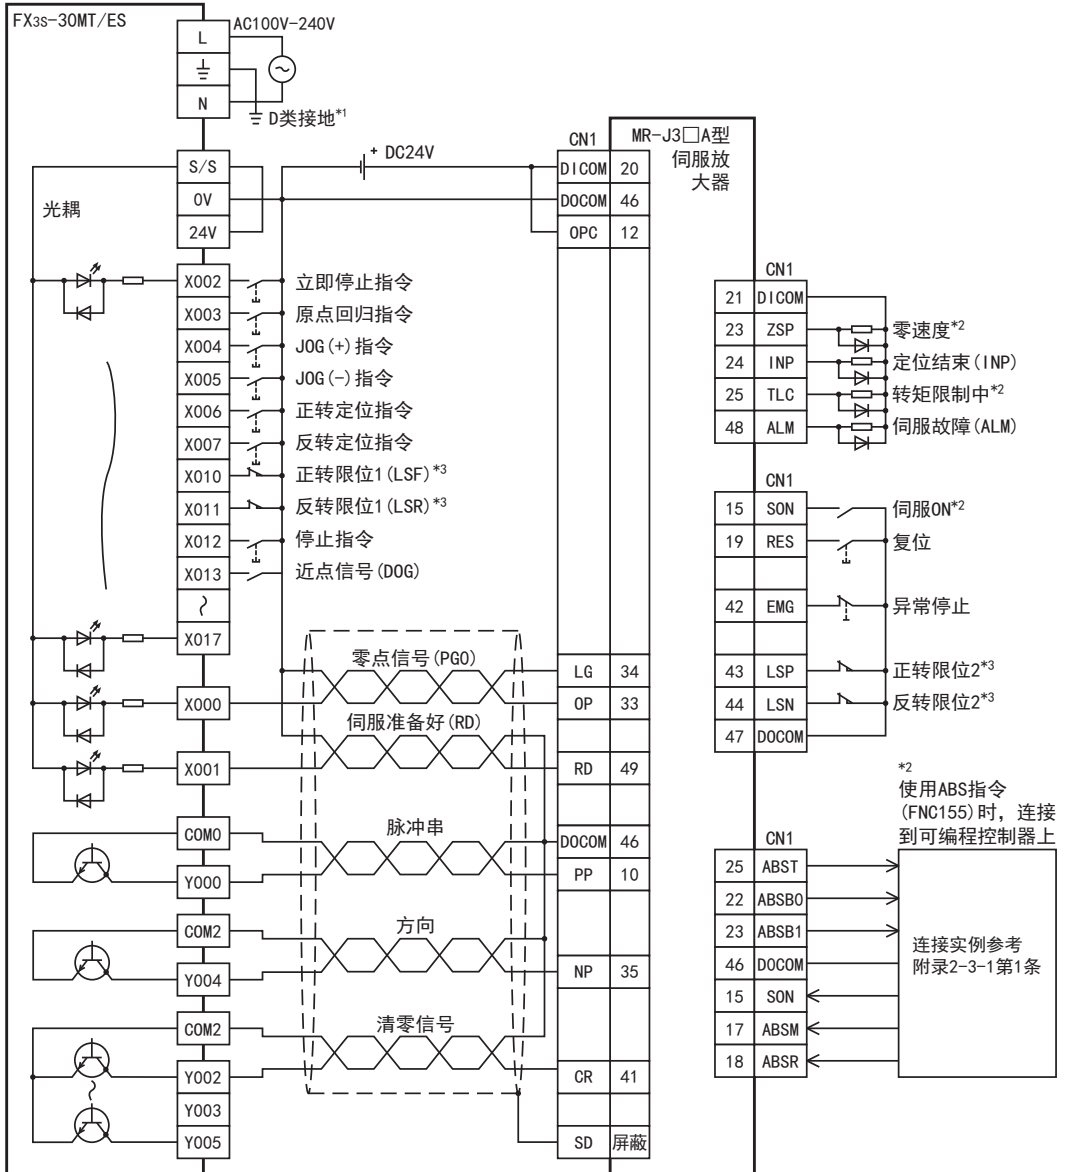 FX3S-30MT/ES
L
AC100V-240V
N
D类接地*1
S/S
0V
24V
光耦
+ DC24V
CN1
MR-J3□A型
伺服放
大器
DICOM 20
DOCOM 46
OPC 12
X002 立即停止指令
X003 原点回归指令
X004 JOG(+)指令
X005 JOG(-)指令
X006 正转定位指令
X007 反转定位指令
X010 正转限位1(LSF)*3
X011 反转限位1(LSR)*3
X012 停止指令
X013 近点信号(DOG)
X017
零点信号(PG0)
LG 34
X000
OP 33
伺服准备好(RD)
X001
RD 49
COM0
脉冲串
DOCOM 46
Y000
PP 10
COM2
方向
Y004
NP 35
COM2
清零信号
Y002
CR 41
Y003
Y005
SD 屏蔽
CN1
21 DICOM
23 ZSP 零速度*2
24 INP 定位结束(INP)
25 TLC 转矩限制中*2
48 ALM 伺服故障(ALM)
CN1
15 SON 伺服ON*2
19 RES 复位
42 EMG 异常停止
43 LSP 正转限位2*3
44 LSN 反转限位2*3
47 DOCOM
*2
使用ABS指令
(FNC155)时，连接
到可编程控制器上
CN1
25 ABST
22 ABSB0
23 ABSB1
46 DOCOM
15 SON
17 ABSM
18 ABSR
连接实例参考
附录2-3-1第1条